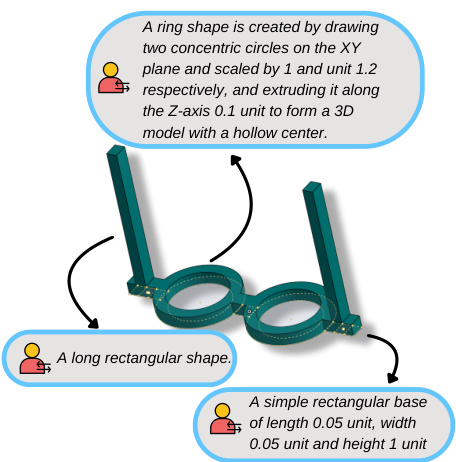 A ring shape is created by drawing
two concentric circles on the XY
plane and scaled by 1 and unit 1.2
respectively, and extruding it along
the Z-axis 0.1 unit to form a 3D
model with a hollow center.
A long rectangular shape.
A simple rectangular base
of length 0.05 unit, width
0.05 unit and height 1 unit